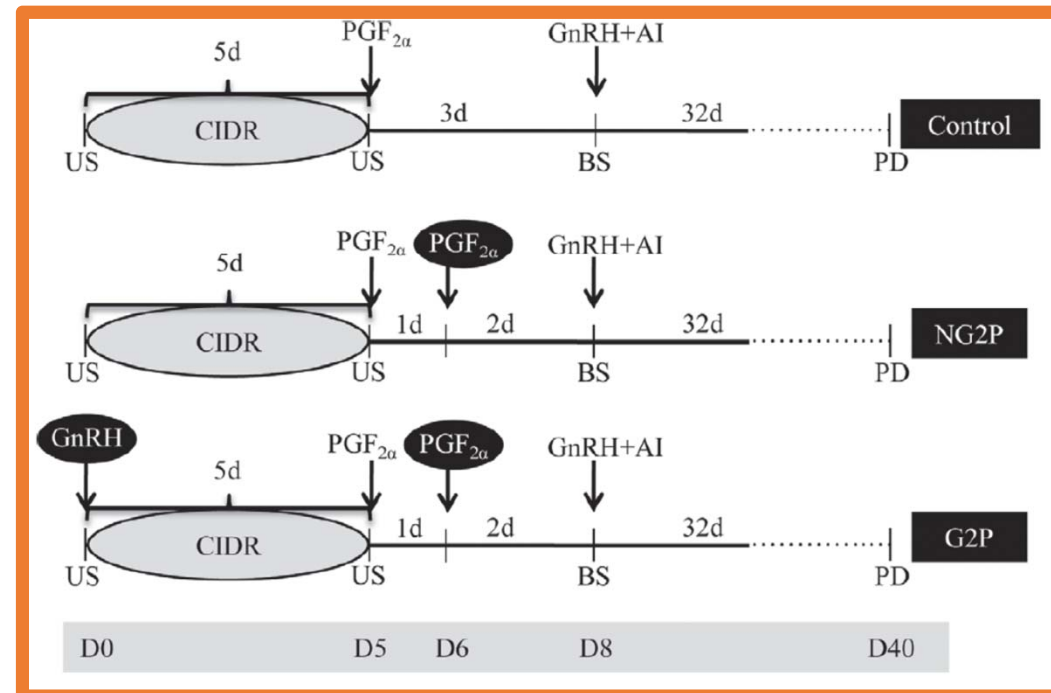 PGF2α GnRH+AI
5d
CIDR 3d 32d Control
US US BS PD
PGF2α PGF2α GnRH+AI
5d
CIDR 1d 2d 32d NG2P
US US BS PD
GnRH PGF2α PGF2α GnRH+AI
5d
CIDR 1d 2d 32d G2P
US US BS PD
D0 D5 D6 D8 D40